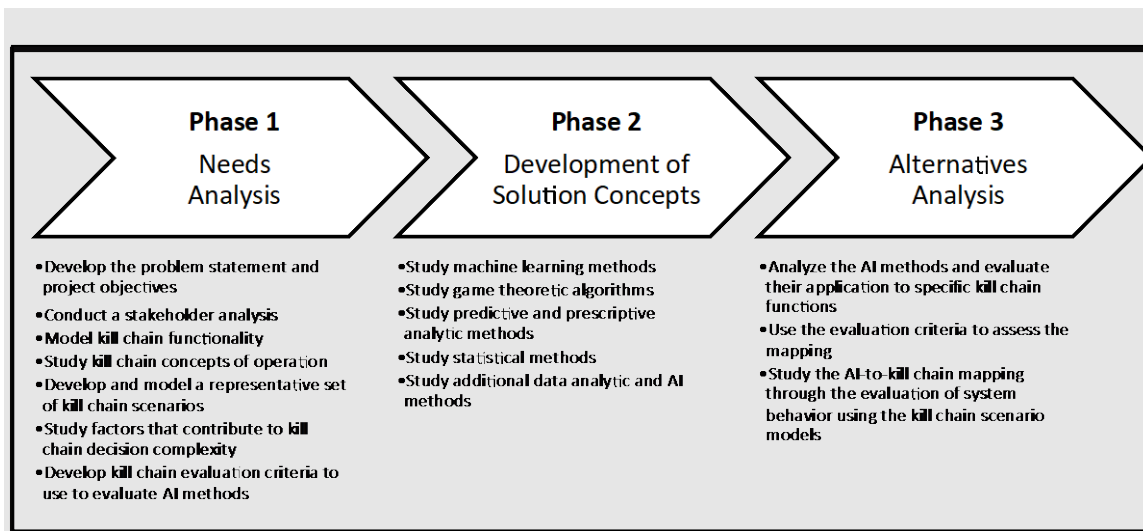 Phase 1
Needs
Analysis
•Develop the problem statement and
project objectives
•Conduct a stakeholder analysis
•Model kill chain functionality
•Study kill chain concepts of operation
•Develop and model a representative set
of kill chain scenarios
•Study factors that contribute to kill
chain decision complexity
•Develop kill chain evaluation criteria to
use to evaluate AI methods
Phase 2
Development of
Solution Concepts
•Study machine learning methods
•Study game theoretic algorithms
•Study predictive and prescriptive
analytic methods
•Study statistical methods
•Study additional data analytic and AI
methods
Phase 3
Alternatives
Analysis
•Analyze the AI methods and evaluate
their application to specific kill chain
functions
•Use the evaluation criteria to assess the
mapping
•Study the AI-to-kill chain mapping
through the evaluation of system
behavior using the kill chain scenario
models